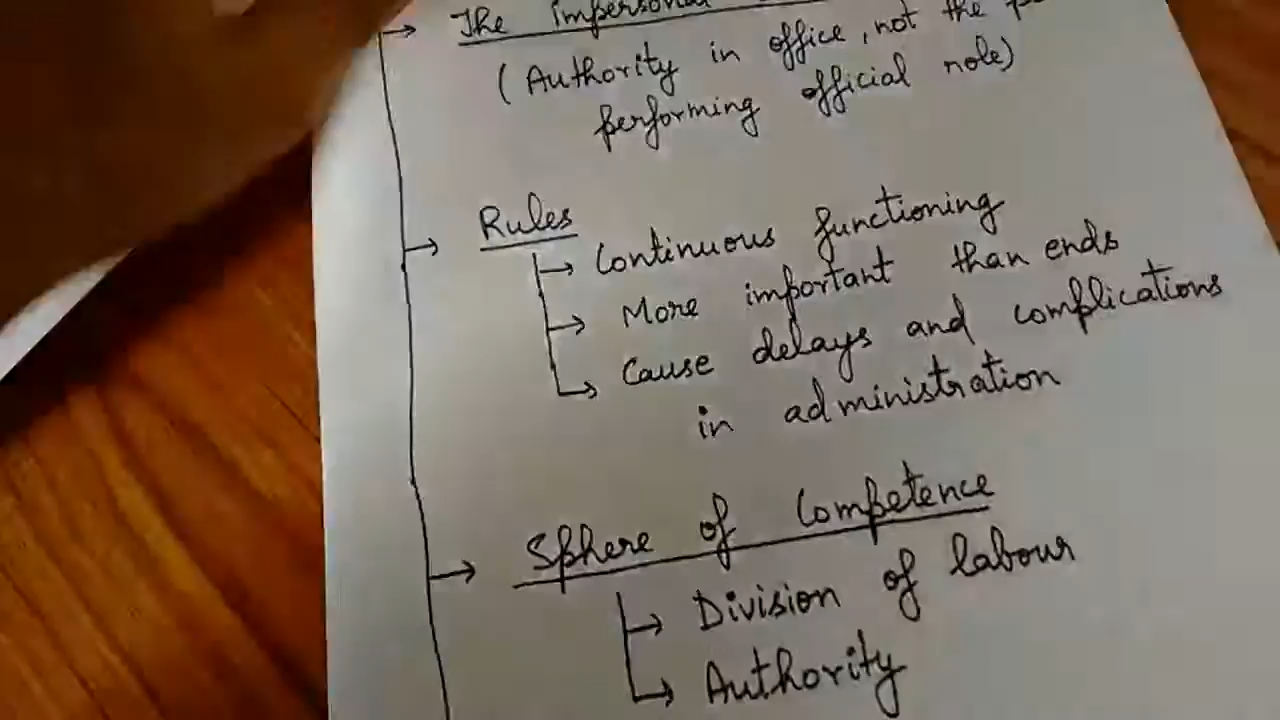 The impersonal
(Authority in office, not the
performing official role)
Rules
Continuous functioning
More important than ends
Cause delays and complications
in administration
Sphere of Competence
Division of labour
Authority